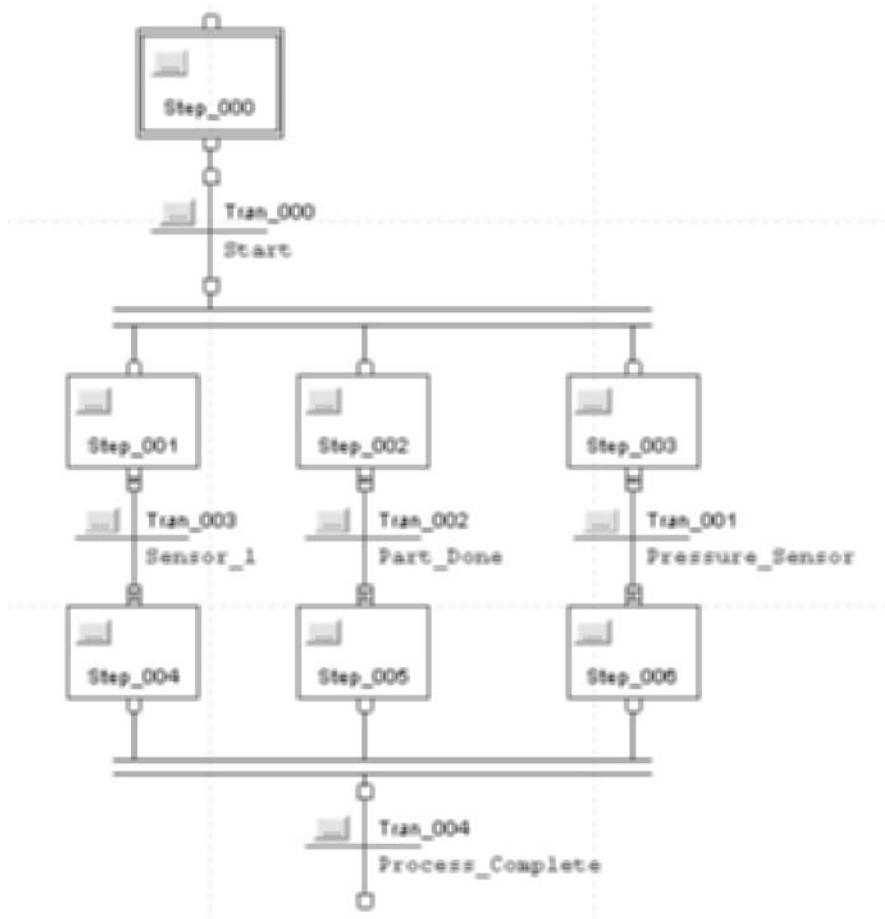 Step_000
Tran_000
Start
Step_001
Step_002
Step_003
Tran_003
Tran_002
Tran_001
Sensor_1
Part_Done
Pressure_Sensor
Step_004
Step_005
Step_006
Tran_004
Process_Complete